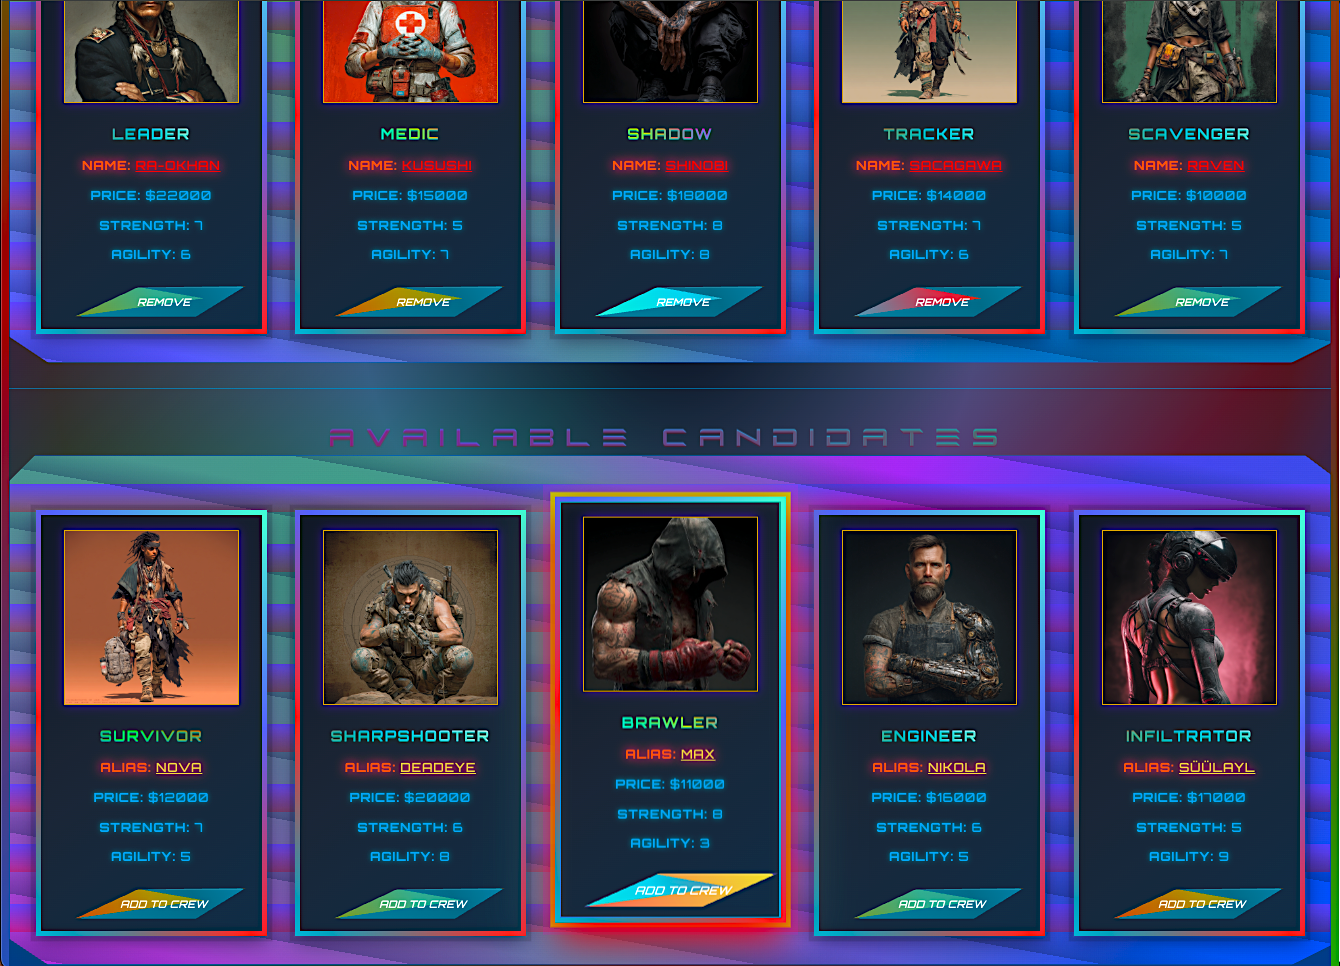 LEADER
NAME: RA-OKHAN
PRICE: $22000
STRENGTH: 7
AGILITY: 6
REMOVE
MEDIC
NAME: KUSUSHI
PRICE: $15000
STRENGTH: 5
AGILITY: 7
REMOVE
SHADOW
NAME: SHINOBI
PRICE: $18000
STRENGTH: 8
AGILITY: 8
REMOVE
TRACKER
NAME: SACAGAWA
PRICE: $14000
STRENGTH: 7
AGILITY: 6
REMOVE
SCAVENGER
NAME: RAVEN
PRICE: $10000
STRENGTH: 5
AGILITY: 7
REMOVE
AVAILABLE CANDIDATES
SURVIVOR
ALIAS: NOVA
PRICE: $12000
STRENGTH: 7
AGILITY: 5
ADD TO CREW
SHARPSHOOTER
ALIAS: DEADEYE
PRICE: $20000
STRENGTH: 6
AGILITY: 8
ADD TO CREW
BRAWLER
ALIAS: MAX
PRICE: $11000
STRENGTH: 8
AGILITY: 3
ADD TO CREW
ENGINEER
ALIAS: NIKOLA
PRICE: $16000
STRENGTH: 6
AGILITY: 5
ADD TO CREW
INFILTRATOR
ALIAS: SÜÜLAYL
PRICE: $17000
STRENGTH: 5
AGILITY: 9
ADD TO CREW